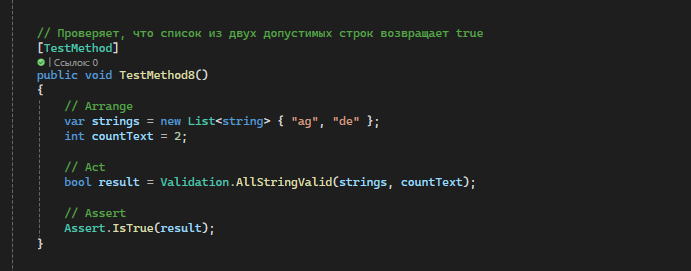 // Проверяет, что список из двух допустимых строк возвращает true
[TestMethod]
| Ссылок: 0
public void TestMethod8()
{
// Arrange
var strings = new List<string> { "ag", "de" };
int countText = 2;
// Act
bool result = Validation.AllStringValid(strings, countText);
// Assert
Assert.IsTrue(result);
}